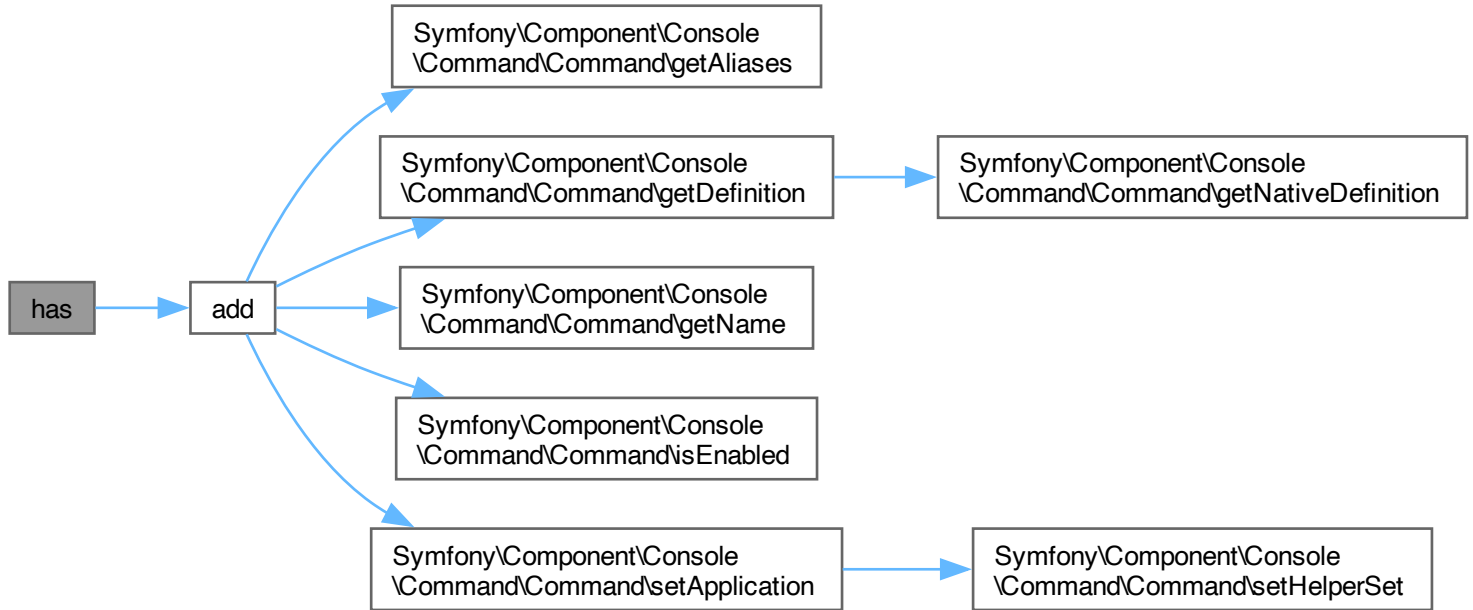 Symfony\Component\Console
\Command\Command\getAliases
Symfony\Component\Console
\Command\Command\getDefinition
Symfony\Component\Console
\Command\Command\getNativeDefinition
has
add
Symfony\Component\Console
\Command\Command\getName
Symfony\Component\Console
\Command\Command\isEnabled
Symfony\Component\Console
\Command\Command\setApplication
Symfony\Component\Console
\Command\Command\setHelperSet